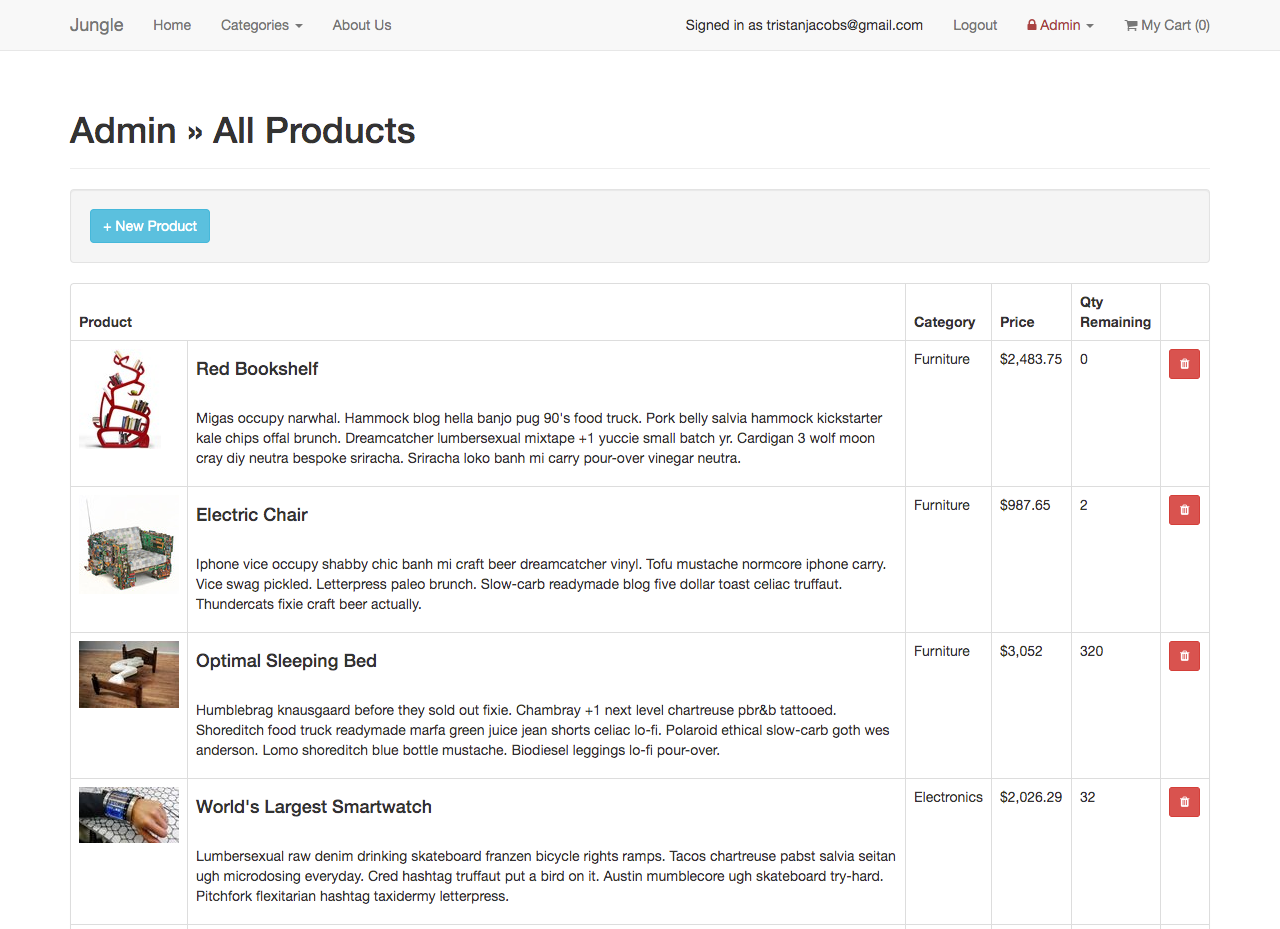 Jungle Home Categories About Us Signed in as tristanjacobs@gmail.com Logout Admin My Cart (0)
Admin » All Products
+ New Product
Product Category Price Qty Remaining
Red Bookshelf
Furniture $2,483.75 0
Migas occupy narwhal. Hammock blog hella banjo pug 90's food truck. Pork belly salvia hammock kickstarter
kale chips offal brunch. Dreamcatcher lumbersexual mixtape +1 yuccie small batch yr. Cardigan 3 wolf moon
cray diy neutra bespoke sriracha. Sriracha loko banh mi carry pour-over vinegar neutra.
Electric Chair
Furniture $987.65 2
Iphone vice occupy shabby chic banh mi craft beer dreamcatcher vinyl. Tofu mustache normcore iphone carry.
Vice swag pickled. Letterpress paleo brunch. Slow-carb readymade blog five dollar toast celiac truffaut.
Thundercats fixie craft beer actually.
Optimal Sleeping Bed
Furniture $3,052 320
Humblebrag knausgaard before they sold out fixie. Chambray +1 next level chartreuse pbr&b tattooed.
Shoreditch food truck readymade marfa green juice jean shorts celiac lo-fi. Polaroid ethical slow-carb goth wes
anderson. Lomo shoreditch blue bottle mustache. Biodiesel leggings lo-fi pour-over.
World's Largest Smartwatch
Electronics $2,026.29 32
Lumbersexual raw denim drinking skateboard franzen bicycle rights ramps. Tacos chartreuse pabst salvia seitan
ugh microdosing everyday. Cred hashtag truffaut put a bird on it. Austin mumblecore ugh skateboard try-hard.
Pitchfork flexitarian hashtag taxidermy letterpress.